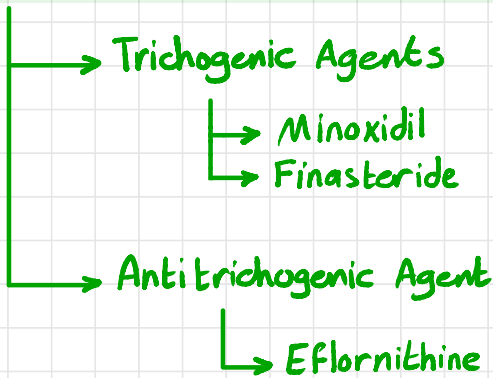 Trichogenic Agents
Minoxidil
Finasteride
Antitrichogenic Agent
Eflornithine